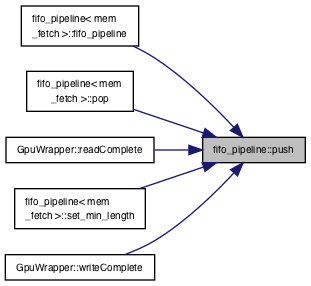 fifo_pipeline< mem
_fetch >::fifo_pipeline
fifo_pipeline< mem
_fetch >::pop
GpuWrapper::readComplete
fifo_pipeline::push
fifo_pipeline< mem
_fetch >::set_min_length
GpuWrapper::writeComplete